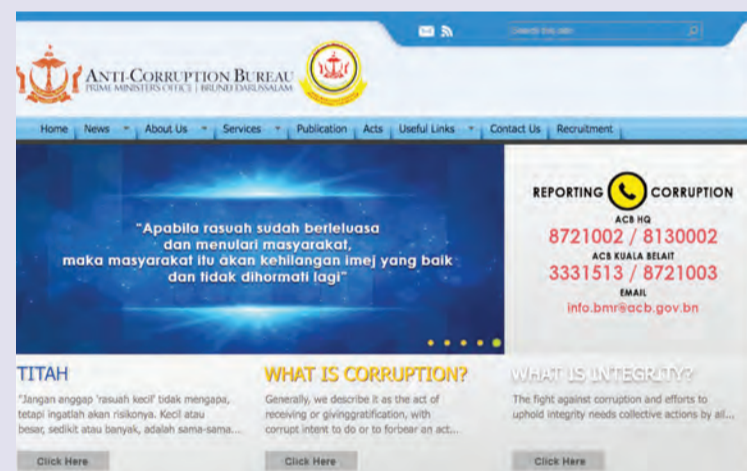 Search this site
ANTI-CORRUPTION BUREAU
PRIME MINISTERS OFFICE | BRUNEI DARUSSALAM
Home News About Us Services Publication Acts Useful Links Contact Us Recruitment
"Apabila rasuah sudah berleluasa
dan menulari masyarakat,
maka masyarakat itu akan kehilangan imej yang baik
dan tidak dihormati lagi"
REPORTING CORRUPTION
ACB HQ
8721002 / 8130002
ACB KUALA BELAIT
3331513 / 8721003
EMAIL
info.bmr@acb.gov.bn
TITAH
"Jangan anggap 'rasuah kecil' tidak mengapa,
tetapi ingatlah akan risikonya. Kecil atau
besar, sedikit atau banyak, adalah sama-sama...
Click Here
WHAT IS CORRUPTION?
Generally, we describe it as the act of
receiving or givinggratification, with
corrupt intent to do or to forbear an act...
Click Here
WHAT IS INTEGRITY?
The fight against corruption and efforts to
uphold integrity needs collective actions by all...
Click Here